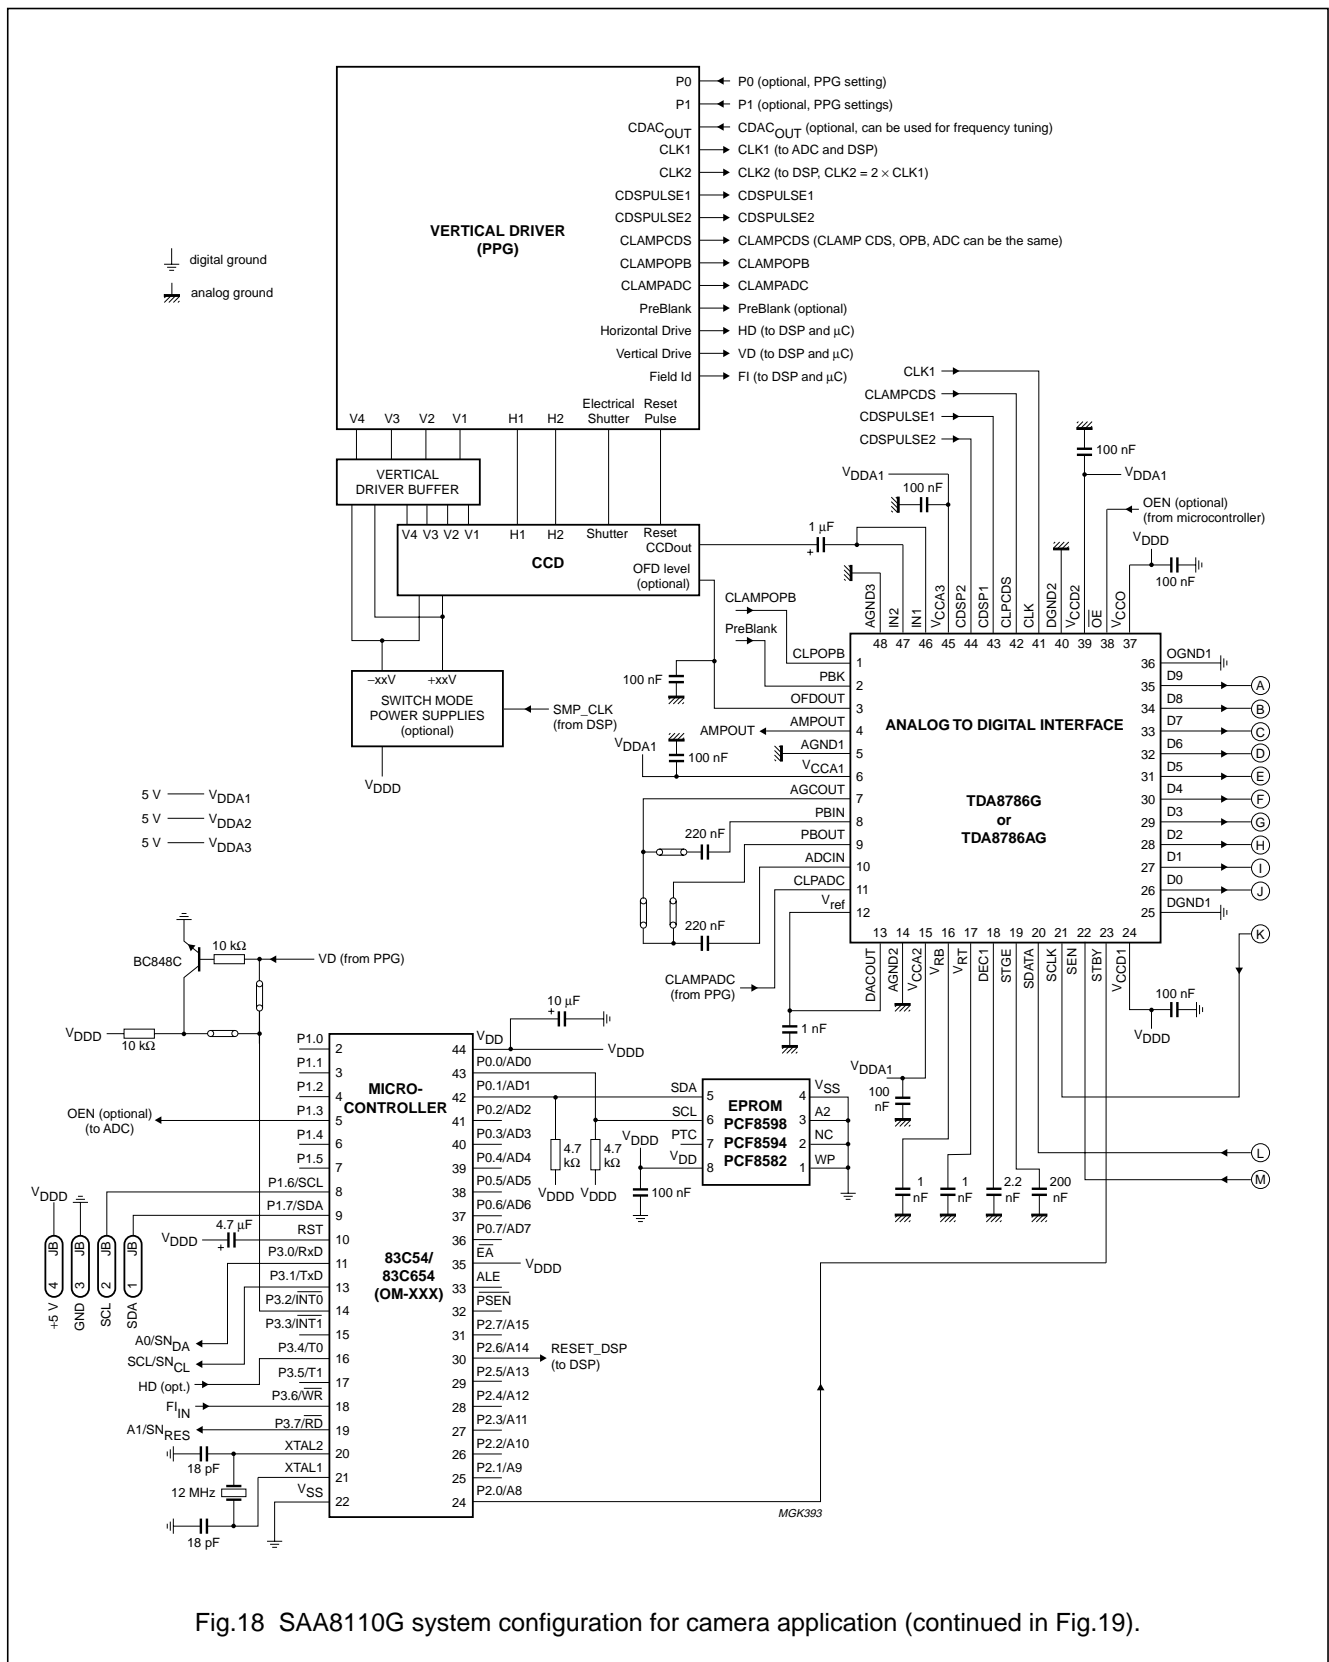 P0
P0 (optional, PPG setting)
P1
P1 (optional, PPG settings)
CDACOUT
CDACOUT (optional, can be used for frequency tuning)
CLK1
CLK1 (to ADC and DSP)
CLK2
CLK2 (to DSP, CLK2 = 2 × CLK1)
CDSPULSE1
CDSPULSE1
CDSPULSE2
CDSPULSE2
CLAMPCDS
CLAMPCDS (CLAMP CDS, OPB, ADC can be the same)
CLAMPOPB
CLAMPOPB
CLAMPADC
CLAMPADC
PreBlank
PreBlank (optional)
Horizontal Drive
HD (to DSP and μC)
Vertical Drive
VD (to DSP and μC)
Field Id
FI (to DSP and μC)
VERTICAL DRIVER
(PPG)
digital ground
analog ground
V4 V3 V2 V1 H1 H2
Electrical
Shutter
Reset
Pulse
VERTICAL
DRIVER BUFFER
V4 V3 V2 V1 H1 H2 Shutter Reset
CCDout
CCD
OFD level
(optional)
−xxV +xxV
SWITCH MODE
POWER SUPPLIES
(optional)
SMP_CLK
(from DSP)
VDDD
5 V VDDA1
5 V VDDA2
5 V VDDA3
CLK1
CLAMPCDS
CDSPULSE1
CDSPULSE2
VDDA1
100 nF
100 nF
VDDA1
OEN (optional)
(from microcontroller)
VDDD
100 nF
1 μF
+
CLAMPOPB
PreBlank
100 nF
AMPOUT
VDDA1
100 nF
220 nF
220 nF
CLAMPADC
(from PPG)
1 nF
AGND3
IN2
IN1
VCCA3
CDSP2
CDSP1
CLPCDS
CLK
DGND2
VCCD2
OE
VCCO
48 47 46 45 44 43 42 41 40 39 38 37
CLPOPB
1
PBK
2
OFDOUT
3
AMPOUT
4
AGND1
5
VCCA1
6
AGCOUT
7
PBIN
8
PBOUT
9
ADCIN
10
CLPADC
11
Vref
12
ANALOG TO DIGITAL INTERFACE
TDA8786G
or
TDA8786AG
36 OGND1
35 D9 A
34 D8 B
33 D7 C
32 D6 D
31 D5 E
30 D4 F
29 D3 G
28 D2 H
27 D1 I
26 D0 J
25 DGND1
K
13 14 15 16 17 18 19 20 21 22 23 24
DACOUT
AGND2
VCCA2
VRB
VRT
DEC1
STGE
SDATA
SCLK
SEN
STBY
VCCD1
100 nF
VDDD
VDDA1
100
nF
1
nF
1
nF
2.2
nF
200
nF
L
M
BC848C
10 kΩ
VD (from PPG)
VDDD
10 kΩ
OEN (optional)
(to ADC)
VDDD
4.7 μF
+
VDDD
JB 4 +5 V
JB 3 GND
JB 2 SCL
JB 1 SDA
A0/SNDA
SCL/SNCL
HD (opt.)
FIIN
A1/SNRES
18 pF
12 MHz
18 pF
P1.0 2
P1.1 3
P1.2 4
P1.3 5
P1.4 6
P1.5 7
P1.6/SCL 8
P1.7/SDA 9
RST 10
P3.0/RxD 11
P3.1/TxD 13
P3.2/INT0 14
P3.3/INT1 15
P3.4/T0 16
P3.5/T1 17
P3.6/WR 18
P3.7/RD 19
XTAL2 20
XTAL1 21
VSS 22
MICRO-
CONTROLLER
83C54/
83C654
(OM-XXX)
44 VDD
43 P0.0/AD0
42 P0.1/AD1
41 P0.2/AD2
40 P0.3/AD3
39 P0.4/AD4
38 P0.5/AD5
37 P0.6/AD6
36 P0.7/AD7
35 EA
33 ALE
32 PSEN
31 P2.7/A15
30 P2.6/A14
29 P2.5/A13
28 P2.4/A12
27 P2.3/A11
26 P2.2/A10
25 P2.1/A9
24 P2.0/A8
10 μF
+
VDDD
4.7
kΩ
4.7
kΩ
VDDD VDDD
VDDD
VDDD
100 nF
RESET_DSP
(to DSP)
SDA 5
SCL 6
PTC 7
VDD 8
EPROM
PCF8598
PCF8594
PCF8582
4 VSS
3 A2
2 NC
1 WP
MGK393
Fig.18 SAA8110G system configuration for camera application (continued in Fig.19).